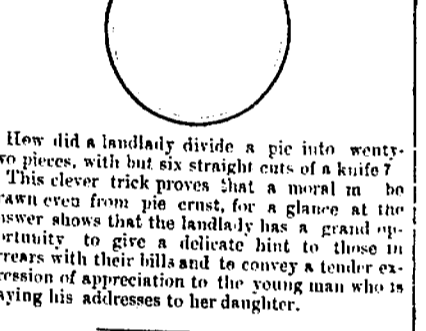 How did a landlady divide a pie into wenty-
wo pieces, with but six straight cuts of a knife?
This clever trick proves that a moral m be
rawn even from pie crust, for a glance at the
nswer shows that the landlady has a grand op-
ortunity to give a delicate hint to those in
rrears with their bills and to convey a tender ex-
ression of appreciation to the young man who is
aying his addresses to her daughter.